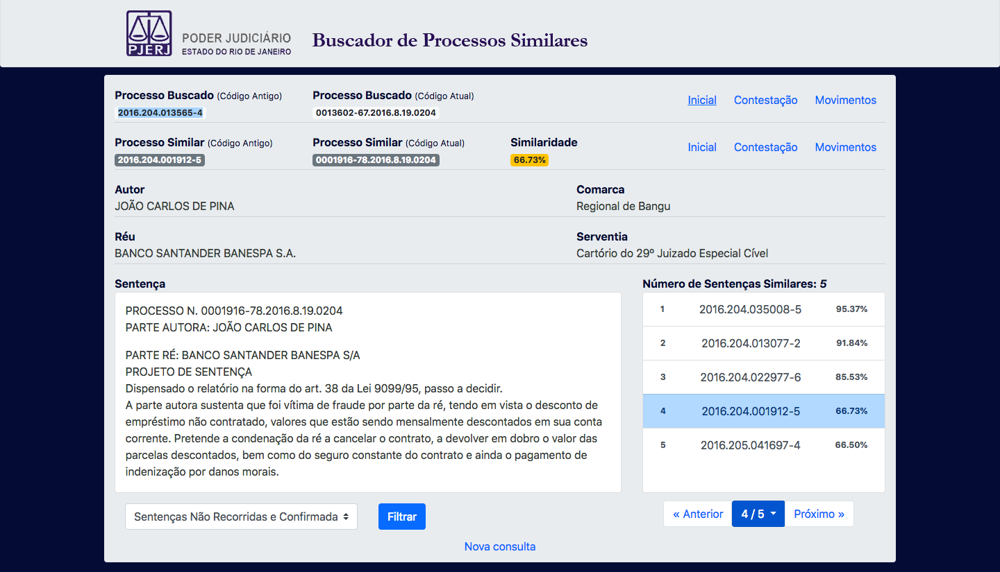 PJERJ
PODER JUDICIÁRIO
ESTADO DO RIO DE JANEIRO
Buscador de Processos Similares
Processo Buscado (Código Antigo)
2016.204.013565-4
Processo Buscado (Código Atual)
0013602-67.2016.8.19.0204
Inicial Contestação Movimentos
Processo Similar (Código Antigo)
2016.204.001912-5
Processo Similar (Código Atual)
0001916-78.2016.8.19.0204
Similaridade
66.73%
Inicial Contestação Movimentos
Autor
JOÃO CARLOS DE PINA
Comarca
Regional de Bangu
Réu
BANCO SANTANDER BANESPA S.A.
Serventia
Cartório do 29º Juizado Especial Cível
Sentença
PROCESSO N. 0001916-78.2016.8.19.0204
PARTE AUTORA: JOÃO CARLOS DE PINA
PARTE RÉ: BANCO SANTANDER BANESPA S/A
PROJETO DE SENTENÇA
Dispensado o relatório na forma do art. 38 da Lei 9099/95, passo a decidir.
A parte autora sustenta que foi vítima de fraude por parte da ré, tendo em vista o desconto de
empréstimo não contratado, valores que estão sendo mensalmente descontados em sua conta
corrente. Pretende a condenação da ré a cancelar o contrato, a devolver em dobro o valor das
parcelas descontados, bem como do seguro constante do contrato e ainda o pagamento de
indenização por danos morais.
Número de Sentenças Similares: 5
1 2016.204.035008-5 95.37%
2 2016.204.013077-2 91.84%
3 2016.204.022977-6 85.53%
4 2016.204.001912-5 66.73%
5 2016.205.041697-4 66.50%
Sentenças Não Recorridas e Confirmada
Filtrar
« Anterior 4 / 5 Próximo »
Nova consulta